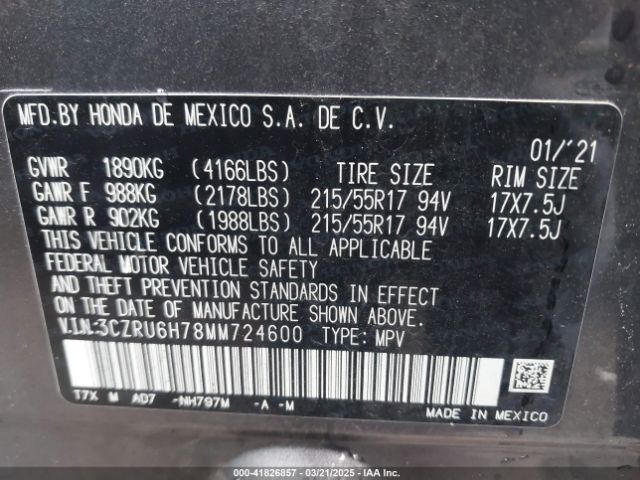 MFD.BY HONDA DE MEXICO S.A. DE C.V.
01/'21
GVWR 1890KG (4166LBS) TIRE SIZE RIM SIZE
GAWR F 988KG (2178LBS) 215/55R17 94V 17X7.5J
GAWR R 902KG (1988LBS) 215/55R17 94V 17X7.5J
THIS VEHICLE CONFORMS TO ALL APPLICABLE
FEDERAL MOTOR VEHICLE SAFETY
AND THEFT PREVENTION STANDARDS IN EFFECT
ON THE DATE OF MANUFACTURE SHOWN ABOVE.
V.I.N.:3CZRU6H78MM724600 TYPE: MPV
T7X M AD7 -NH797M -A -M
MADE IN MEXICO
000-41826857 / 03/21/2025 / IAA Inc.